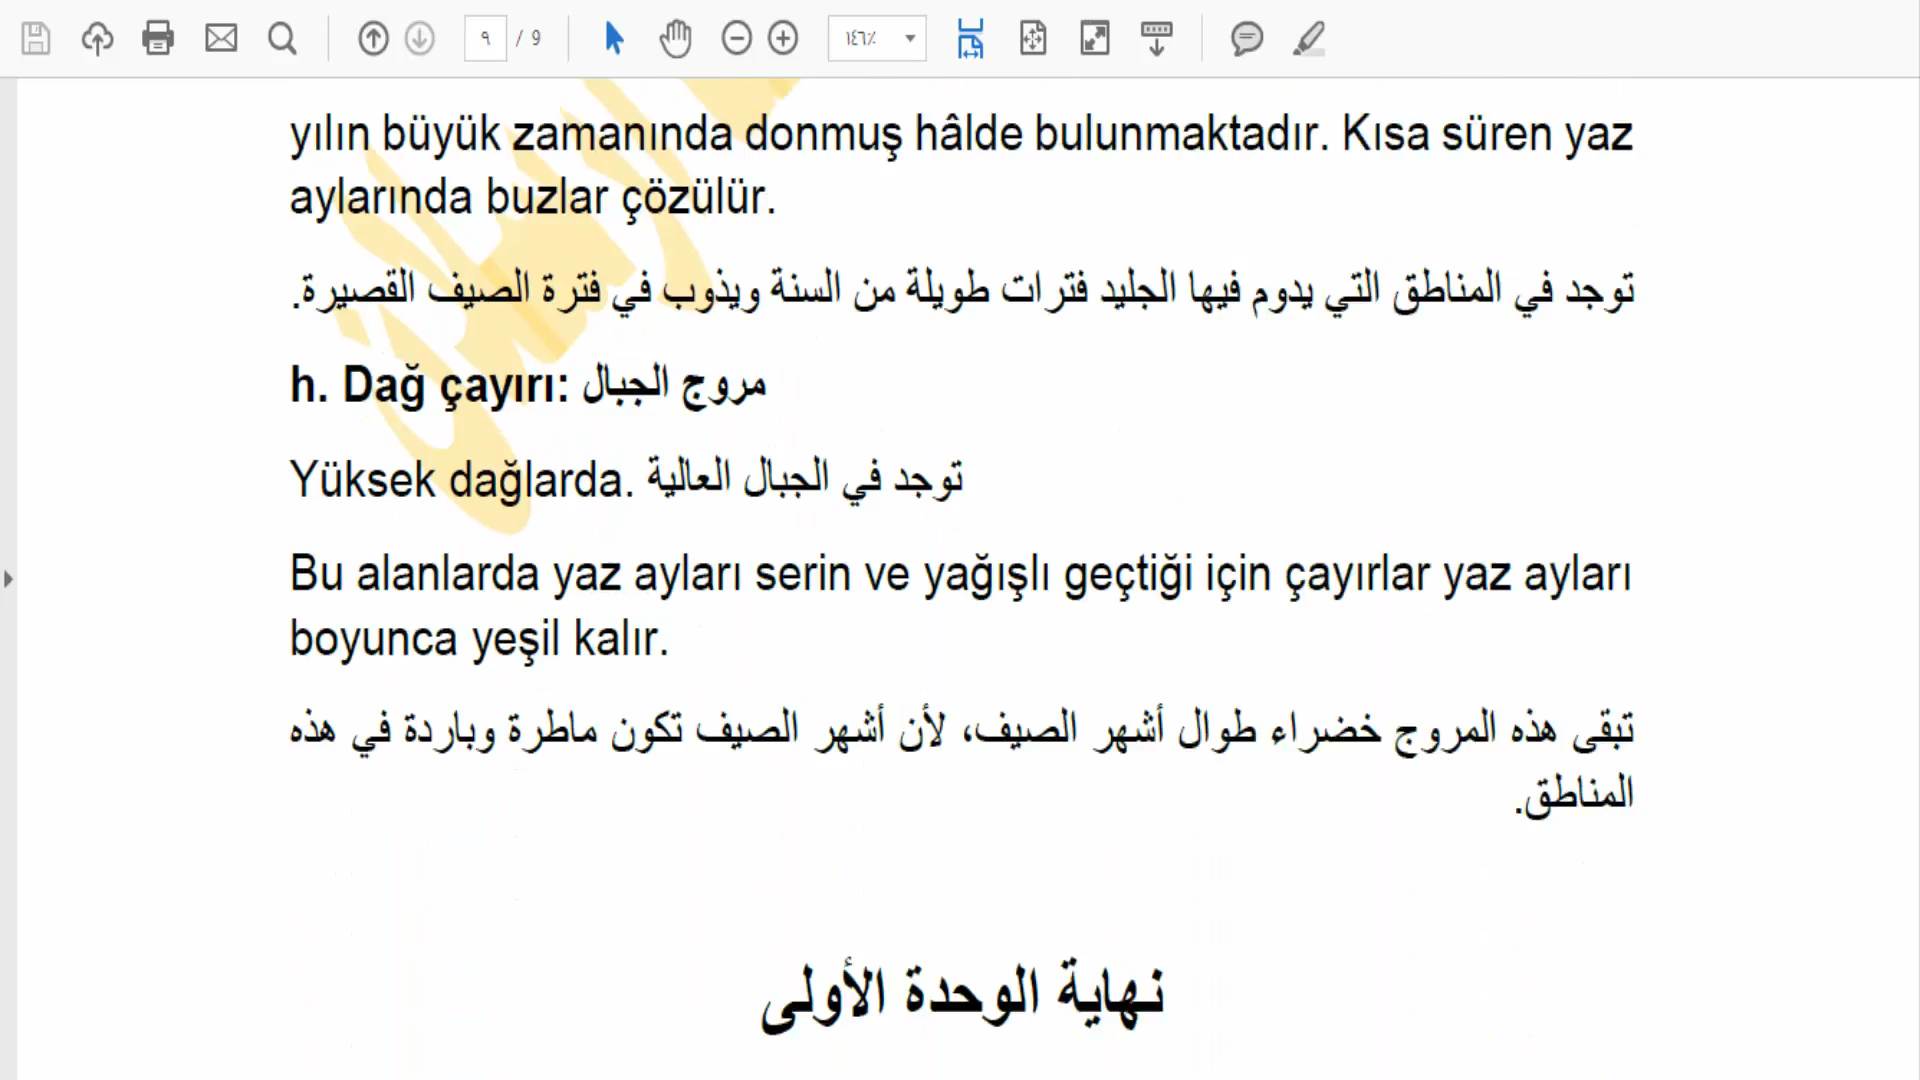 ٩ / 9 ١٤٦٪
yılın büyük zamanında donmuş hâlde bulunmaktadır. Kısa süren yaz
aylarında buzlar çözülür.
توجد في المناطق التي يدوم فيها الجليد فترات طويلة من السنة ويذوب في فترة الصيف القصيرة.
h. Dağ çayırı: مروج الجبال
Yüksek dağlarda. توجد في الجبال العالية
Bu alanlarda yaz ayları serin ve yağışlı geçtiği için çayırlar yaz ayları
boyunca yeşil kalır.
تبقى هذه المروج خضراء طوال أشهر الصيف، لأن أشهر الصيف تكون ماطرة وباردة في هذه
المناطق.
نهاية الوحدة الأولى